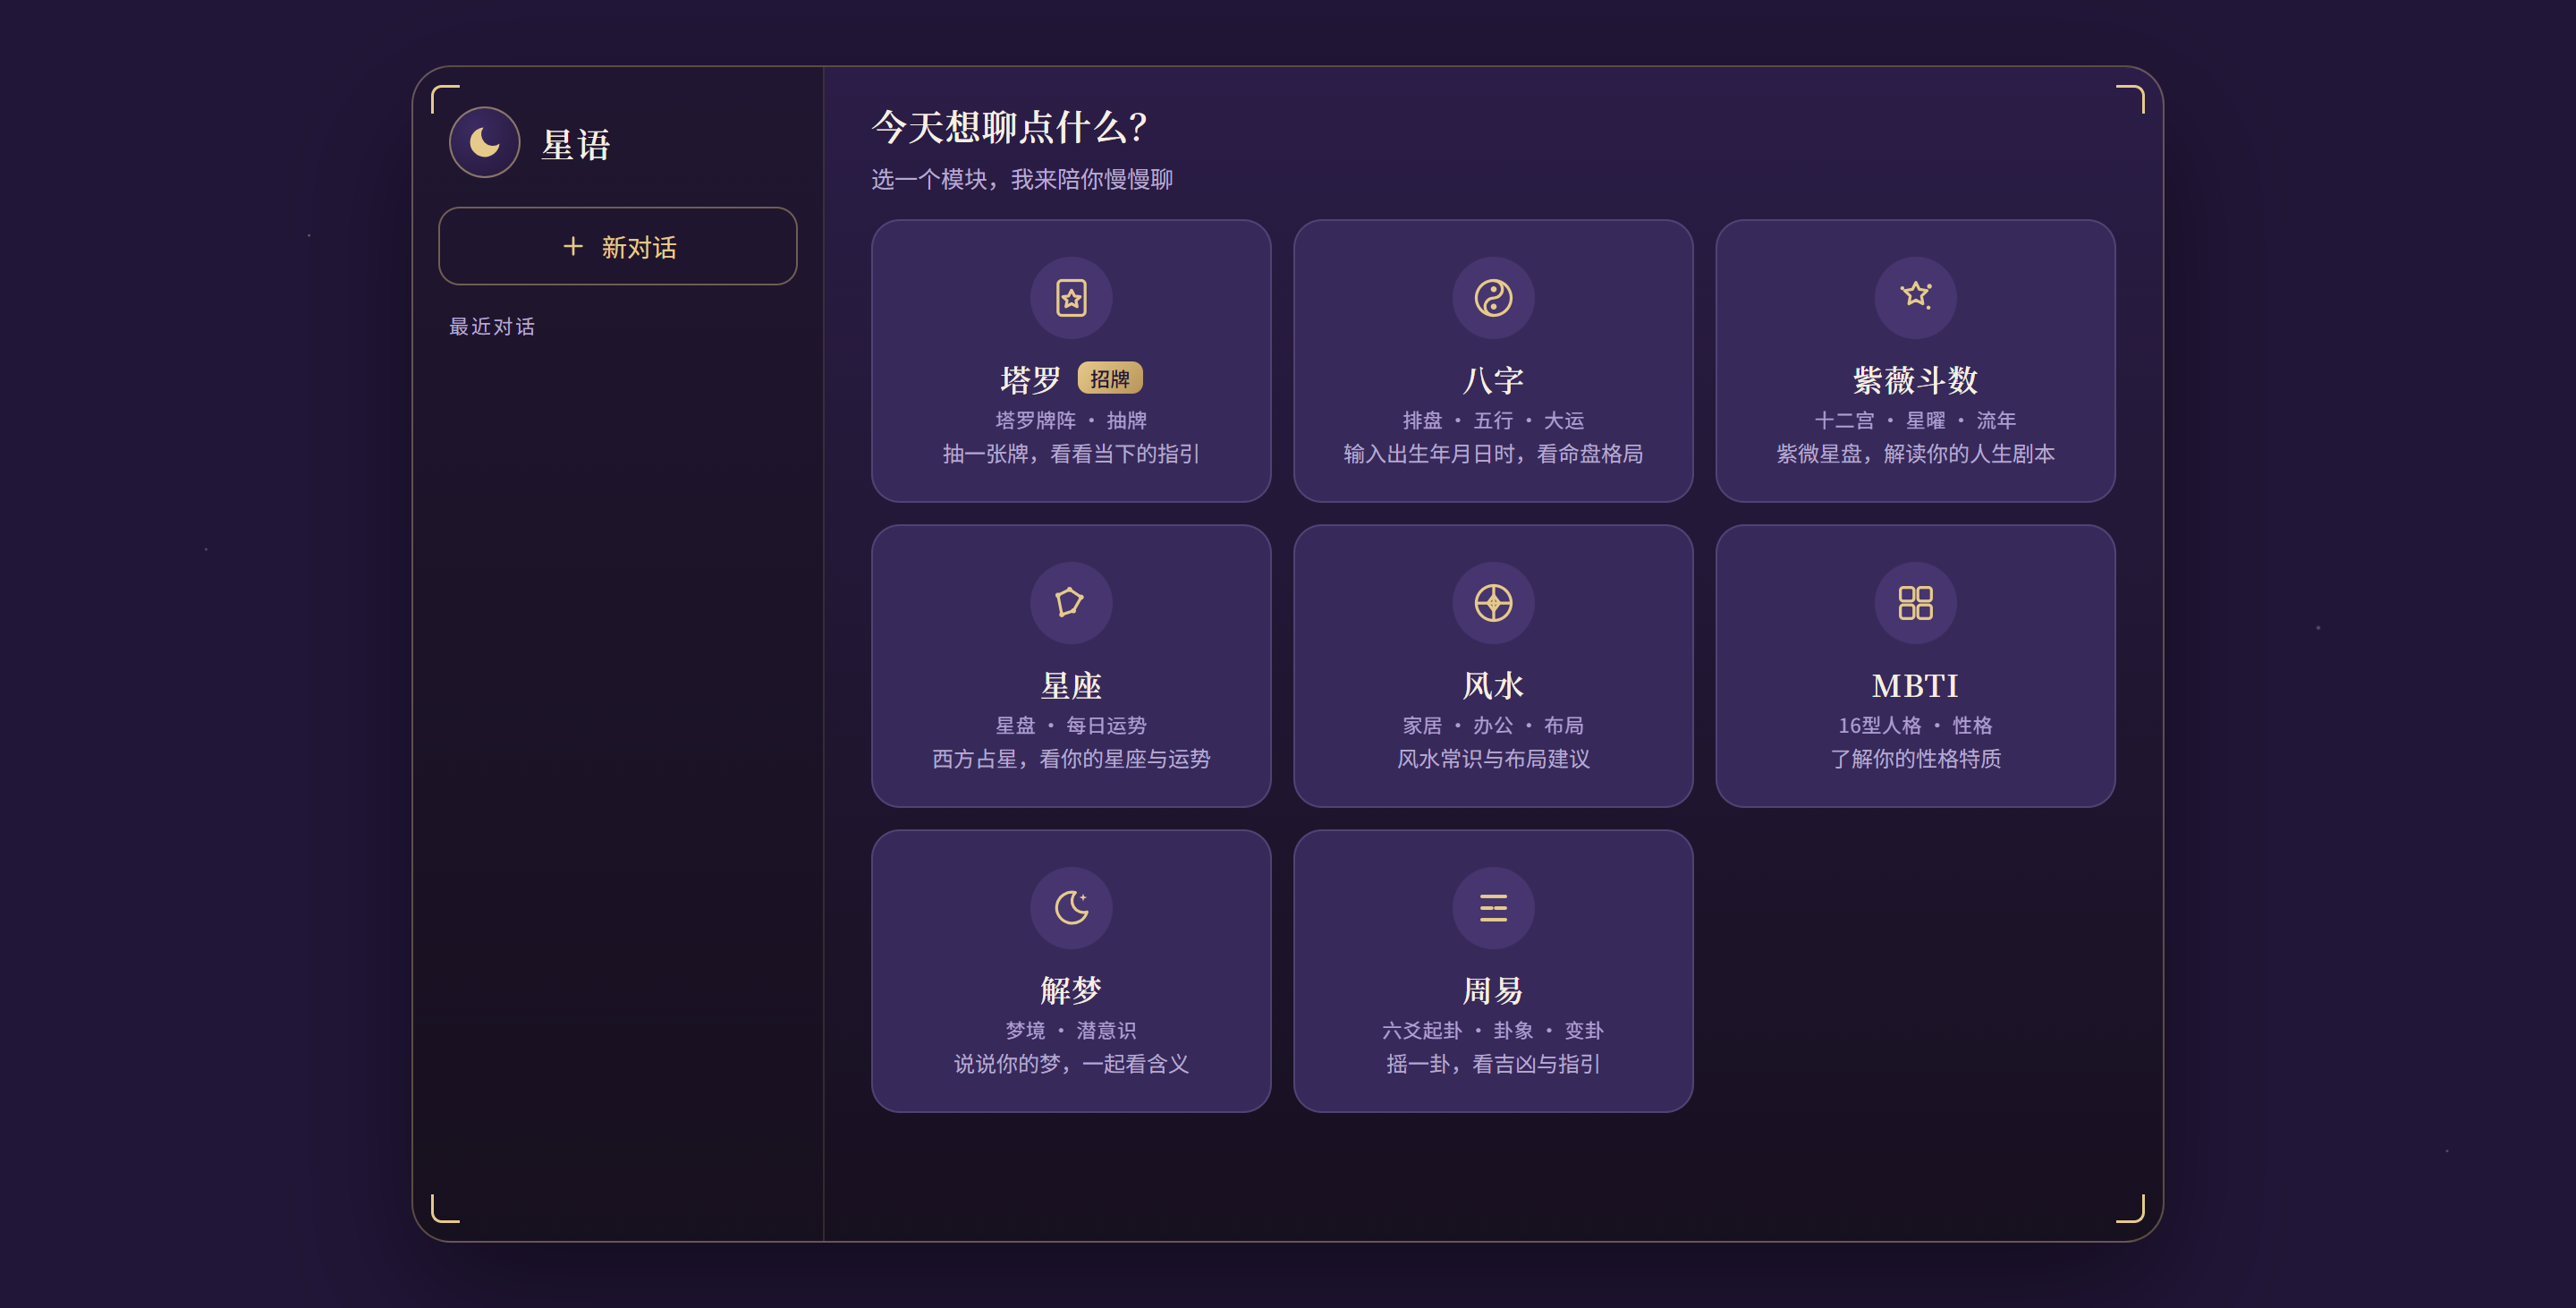 星语
+ 新对话
最近对话
今天想聊点什么?
选一个模块，我来陪你慢慢聊
塔罗 招牌
塔罗牌阵 · 抽牌
抽一张牌，看看当下的指引
八字
排盘 · 五行 · 大运
输入出生年月日时，看命盘格局
紫薇斗数
十二宫 · 星曜 · 流年
紫微星盘，解读你的人生剧本
星座
星盘 · 每日运势
西方占星，看你的星座与运势
风水
家居 · 办公 · 布局
风水常识与布局建议
MBTI
16型人格 · 性格
了解你的性格特质
解梦
梦境 · 潜意识
说说你的梦，一起看含义
周易
六爻起卦 · 卦象 · 变卦
摇一卦，看吉凶与指引